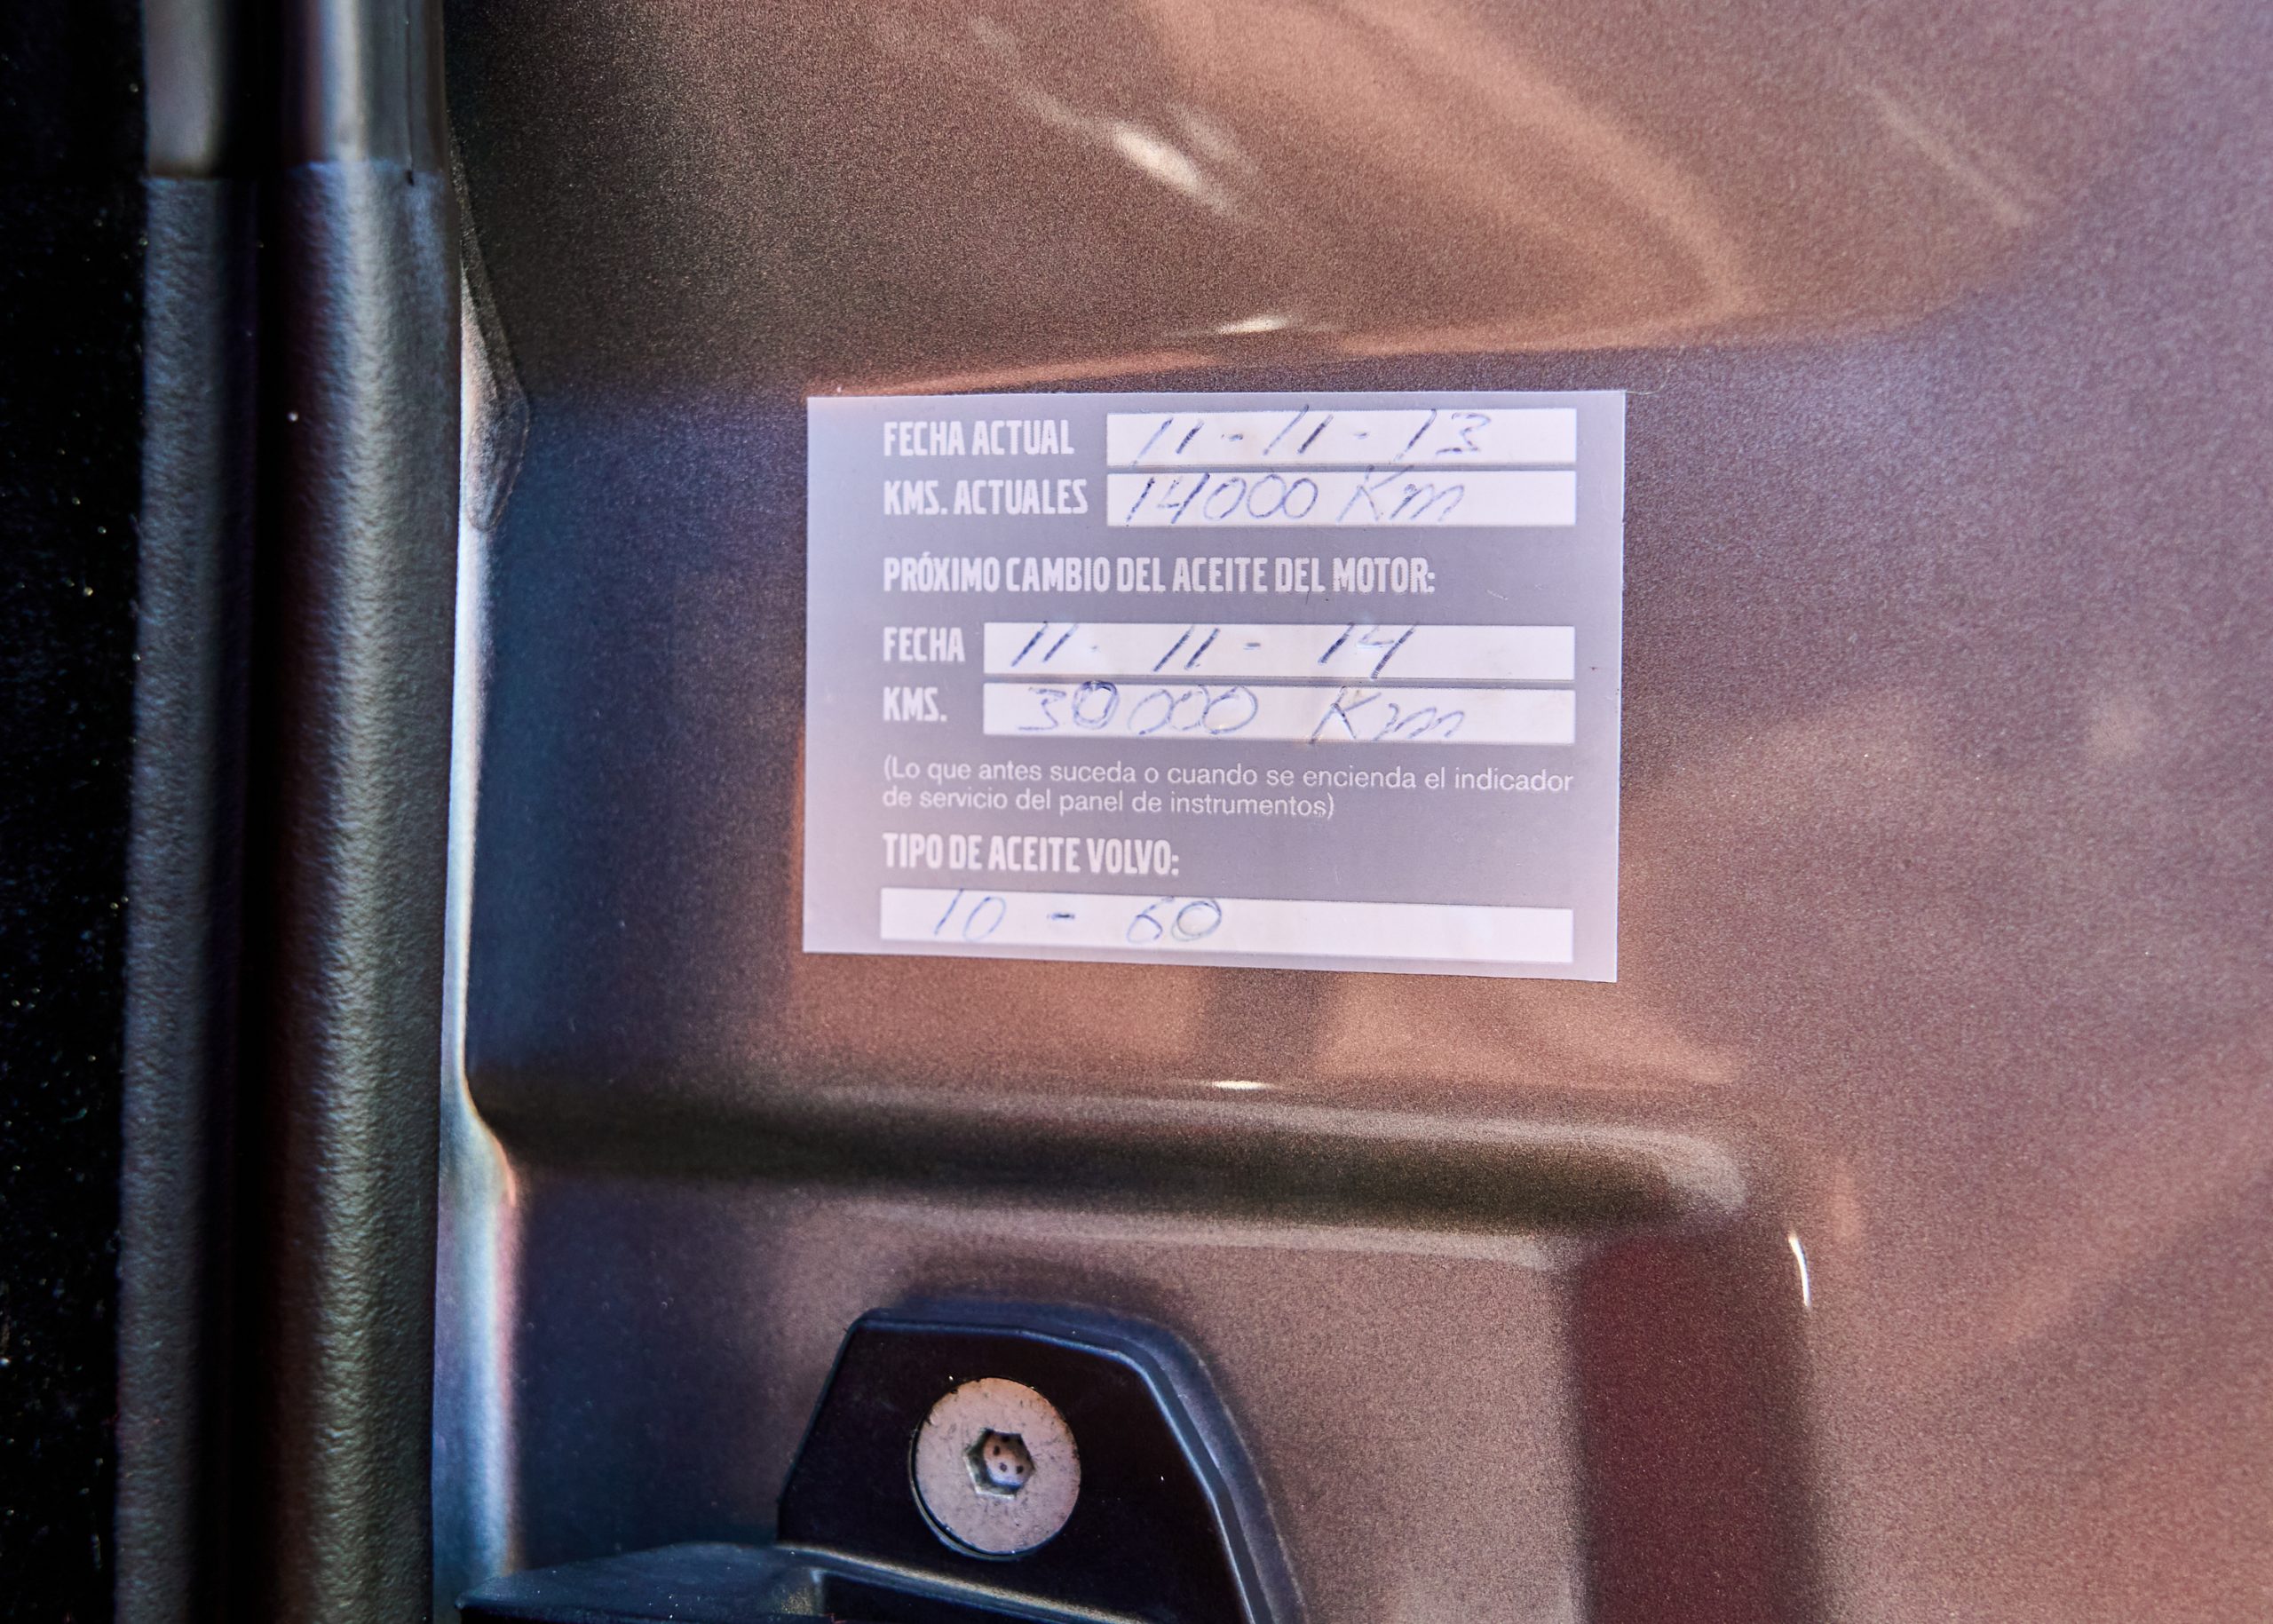 FECHA ACTUAL 11-11-13
KMS. ACTUALES 14000 Km
PRÓXIMO CAMBIO DEL ACEITE DEL MOTOR:
FECHA 11-11-14
KMS. 30000 Km
(Lo que antes suceda o cuando se encienda el indicador
de servicio del panel de instrumentos)
TIPO DE ACEITE VOLVO:
10-60